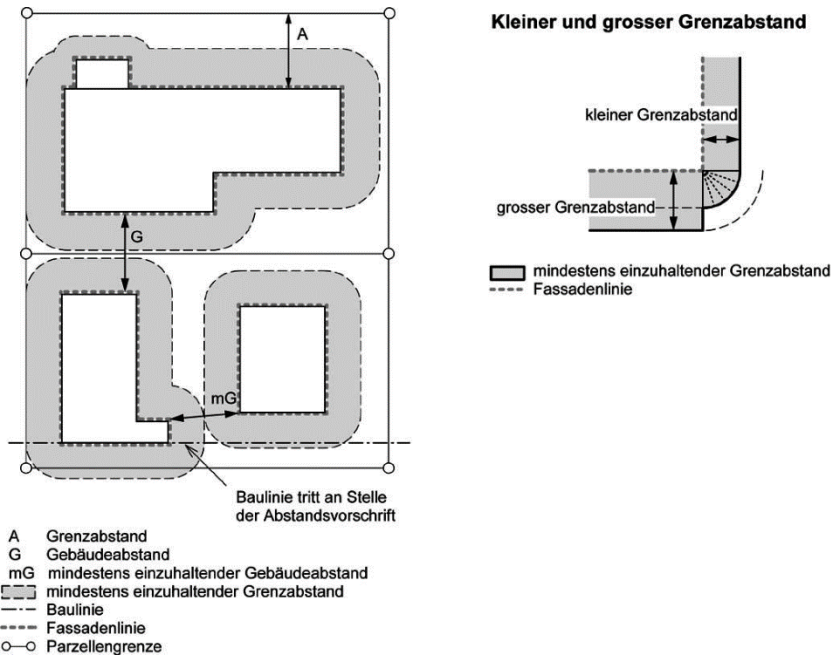 A
G
mG
Baulinie tritt an Stelle
der Abstandsvorschrift
A Grenzabstand
G Gebäudeabstand
mG mindestens einzuhaltender Gebäudeabstand
mindestens einzuhaltender Grenzabstand
Baulinie
Fassadenlinie
Parzellengrenze
Kleiner und grosser Grenzabstand
kleiner Grenzabstand
grosser Grenzabstand
mindestens einzuhaltender Grenzabstand
Fassadenlinie